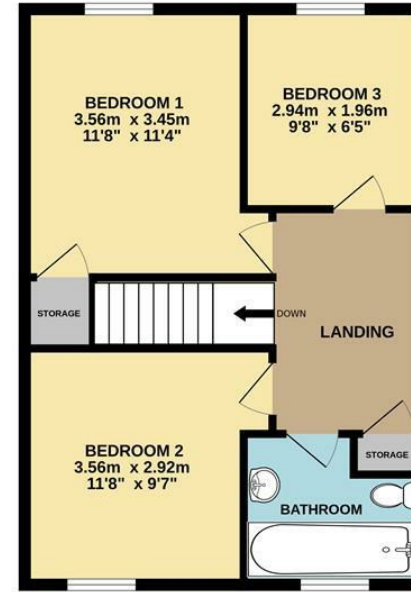 BEDROOM 1
3.56m x 3.45m
11'8" x 11'4"
BEDROOM 3
2.94m x 1.96m
9'8" x 6'5"
STORAGE
DOWN
LANDING
BEDROOM 2
3.56m x 2.92m
11'8" x 9'7"
STORAGE
BATHROOM